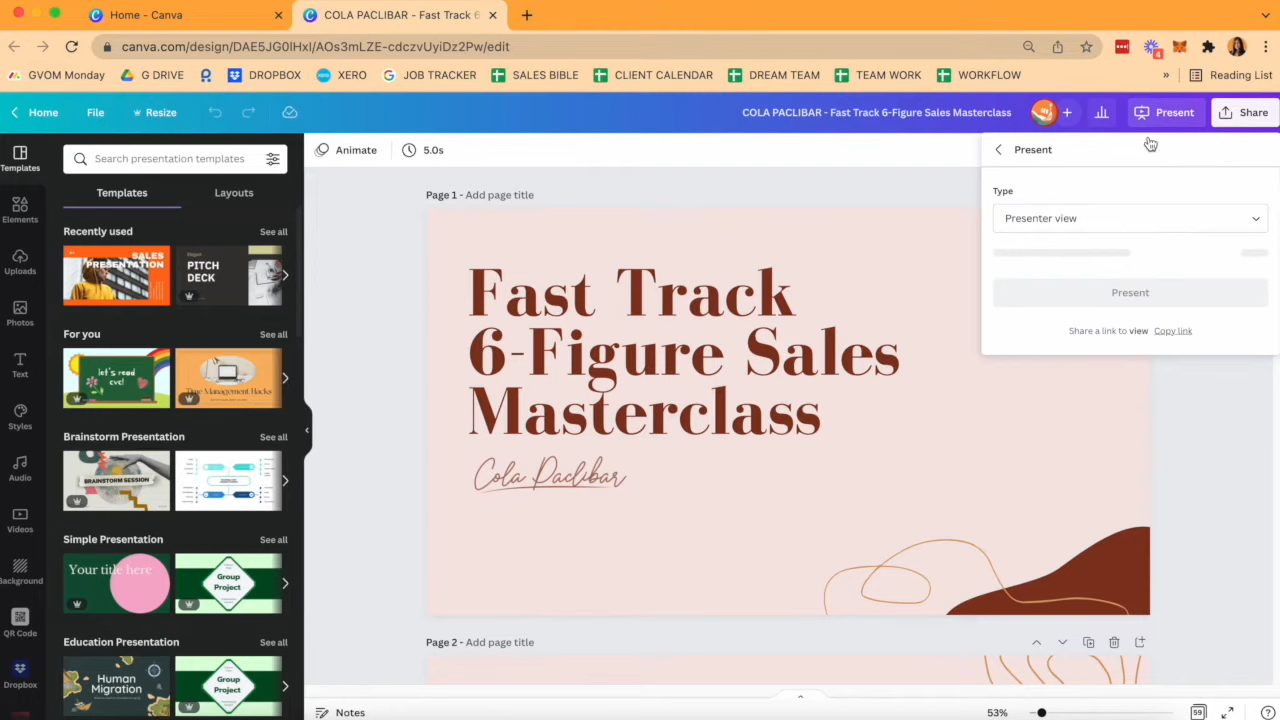 Home - Canva
COLA PACLIBAR - Fast Track 6
canva.com/design/DAE5JG0lHxI/AOs3mLZE-cdczvUyiDz2Pw/edit
4
GVOM Monday
G DRIVE
DROPBOX
XERO
JOB TRACKER
SALES BIBLE
CLIENT CALENDAR
DREAM TEAM
TEAM WORK
WORKFLOW
»
Reading List
Home
File
Resize
COLA PACLIBAR - Fast Track 6-Figure Sales Masterclass
Present
Share
Templates
Elements
Uploads
Photos
Text
Styles
Audio
Videos
Background
QR Code
Dropbox
Search presentation templates
Templates
Layouts
Recently used
See all
SALES
PRESENTATION
PITCH
DECK
For you
See all
let's read
cvc!
Time Management Hacks
Brainstorm Presentation
See all
BRAINSTORM SESSION
Simple Presentation
See all
Your title here
Group
Project
Education Presentation
See all
Human
Migration
Group
Project
Animate
5.0s
Page 1 - Add page title
Fast Track
6-Figure Sales
Masterclass
Cola Paclibar
Page 2 - Add page title
Present
Type
Presenter view
Present
Share a link to view Copy link
Notes
53%
59